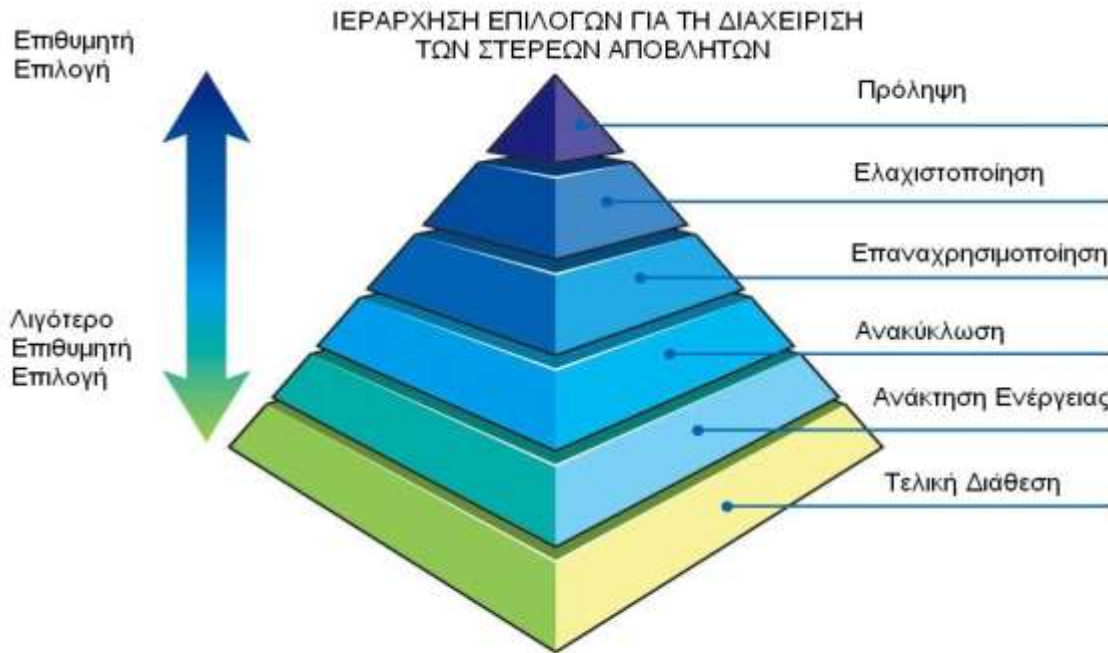 ΙΕΡΑΡΧΗΣΗ ΕΠΙΛΟΓΩΝ ΓΙΑ ΤΗ ΔΙΑΧΕΙΡΙΣΗ
ΤΩΝ ΣΤΕΡΕΩΝ ΑΠΟΒΛΗΤΩΝ
Επιθυμητή
Επιλογή
Λιγότερο
Επιθυμητή
Επιλογή
Πρόληψη
Ελαχιστοποίηση
Επαναχρησιμοποίηση
Ανακύκλωση
Ανάκτηση Ενέργειας
Τελική Διάθεση